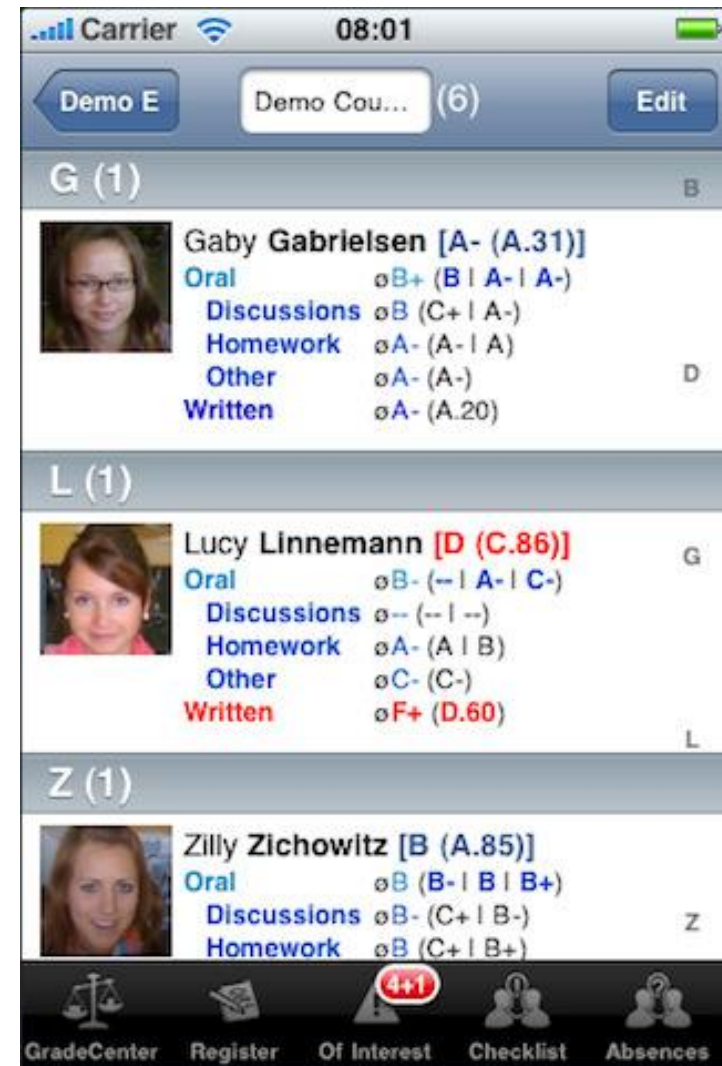 Carrier 08:01
Demo E Demo Cou... (6) Edit
G (1)
B
Gaby Gabrielsen [A- (A.31)]
Oral øB+ (B | A- | A-)
Discussions øB (C+ | A-)
Homework øA- (A- | A)
Other øA- (A-)
D
Written øA- (A.20)
L (1)
Lucy Linnemann [D (C.86)]
G
Oral øB- (-- | A- | C-)
Discussions ø-- (-- | --)
Homework øA- (A | B)
Other øC- (C-)
Written øF+ (D.60)
L
Z (1)
Zilly Zichowitz [B (A.85)]
Oral øB (B- | B | B+)
Discussions øB- (C+ | B-)
Z
Homework øB (C+ | B+)
4+1
GradeCenter Register Of Interest Checklist Absences